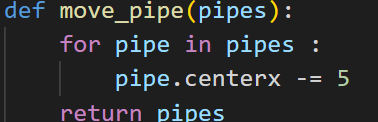 def move_pipe(pipes):
    for pipe in pipes :
        pipe.centerx -= 5
    return pipes